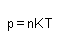 p = nKT